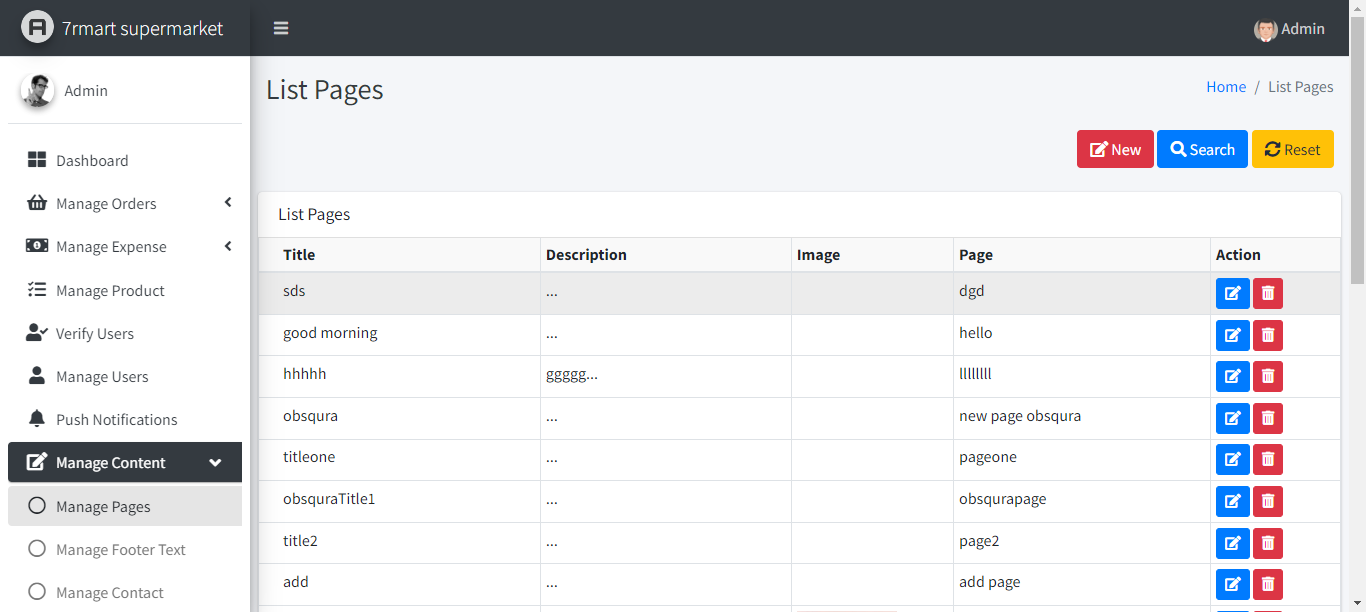 7rmart supermarket
Admin
Admin
Dashboard
Manage Orders
Manage Expense
Manage Product
Verify Users
Manage Users
Push Notifications
Manage Content
Manage Pages
Manage Footer Text
Manage Contact
List Pages
Home / List Pages
New Search Reset
List Pages
Title Description Image Page Action
sds ... dgd
good morning ... hello
hhhhh ggggg... llllllll
obsqura ... new page obsqura
titleone ... pageone
obsquraTitle1 ... obsqurapage
title2 ... page2
add ... add page